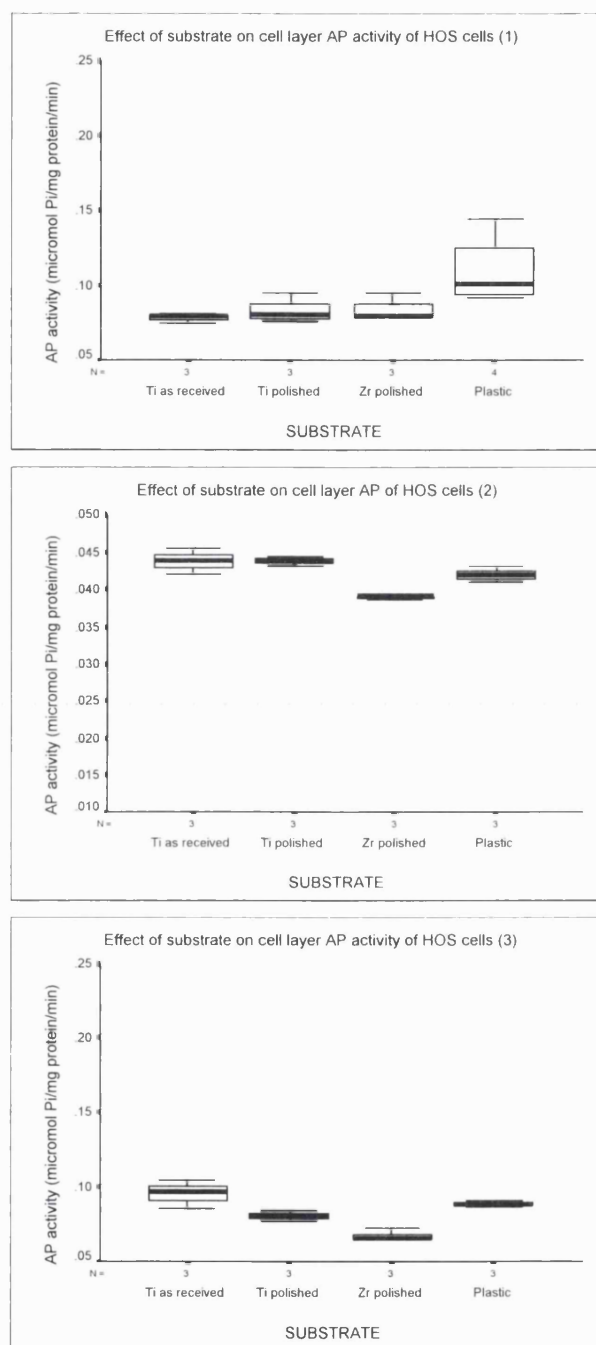 Effect of substrate on cell layer AP activity of HOS cells (1)
AP activity (micromol Pi/mg protein/min)
.25
.20
.15
.10
.05
N = 3 3 3 4
Ti as received Ti polished Zr polished Plastic
SUBSTRATE
Effect of substrate on cell layer AP of HOS cells (2)
AP activity (micromol Pi/mg protein/min)
.050
.045
.040
.035
.030
.025
.020
.015
.010
N = 3 3 3 3
Ti as received Ti polished Zr polished Plastic
SUBSTRATE
Effect of substrate on cell layer AP activity of HOS cells (3)
AP activity (micromol Pi/mg protein/min)
.25
.20
.15
.10
.05
N = 3 3 3 3
Ti as received Ti polished Zr polished Plastic
SUBSTRATE